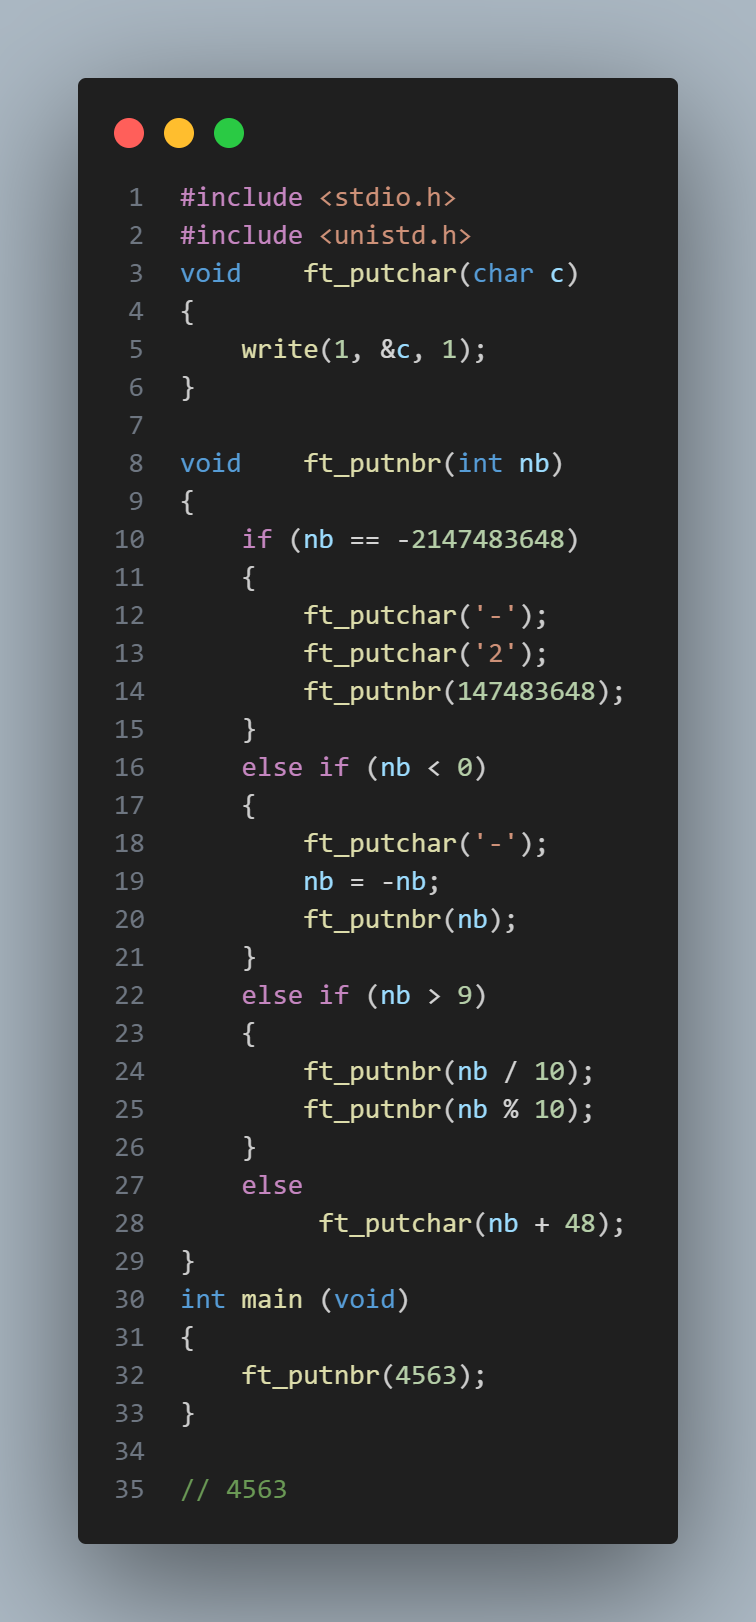 1 #include <stdio.h>
2 #include <unistd.h>
3 void    ft_putchar(char c)
4 {
5     write(1, &c, 1);
6 }
7
8 void    ft_putnbr(int nb)
9 {
10     if (nb == -2147483648)
11     {
12         ft_putchar('-');
13         ft_putchar('2');
14         ft_putnbr(147483648);
15     }
16     else if (nb < 0)
17     {
18         ft_putchar('-');
19         nb = -nb;
20         ft_putnbr(nb);
21     }
22     else if (nb > 9)
23     {
24         ft_putnbr(nb / 10);
25         ft_putnbr(nb % 10);
26     }
27     else
28          ft_putchar(nb + 48);
29 }
30 int main (void)
31 {
32     ft_putnbr(4563);
33 }
34
35 // 4563